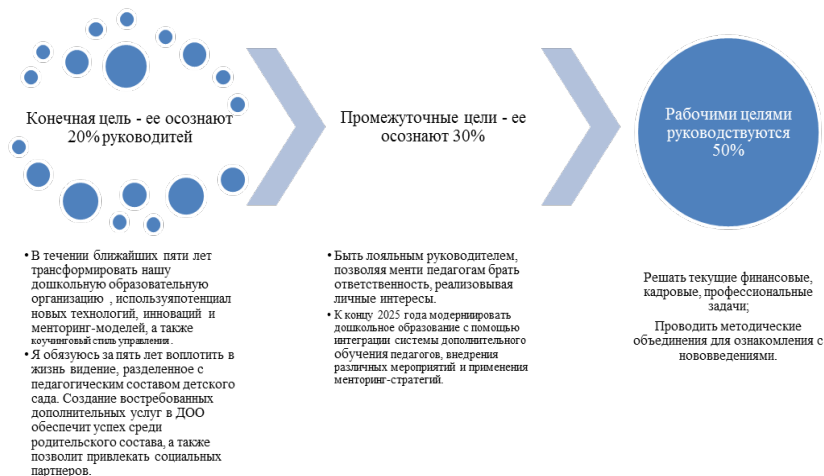 Конечная цель - ее осознают
20% руководитей
• В течении ближайших пяти лет
трансформировать нашу
дошкольную образовательную
организацию , используяпотенциал
новых технологий, инноваций и
менторинг-моделей, а также
коучинговый стиль управления.
• Я обязуюсь за пять лет воплотить в
жизнь видение, разделенное с
педагогическим составом детского
сада. Создание востребованных
дополнительных услуг в ДОО
обеспечит успех среди
родительского состава, а также
позволит привлекать социальных
партнеров.
Промежуточные цели - ее
осознают 30%
• Быть лояльным руководителем,
позволяя менти педагогам брать
ответственность, реализовывая
личные интересы.
• К концу 2025 года модерниировать
дошкольное образование с помощью
интеграции системы дополнительного
обучения педагогов, внедрения
различных мероприятий и применения
менторинг-стратегий.
Рабочими целями
руководствуются
50%
Решать текущие финансовые,
кадровые, профессиональные
задачи;
Проводить методические
объединения для ознакомления с
нововведениями.